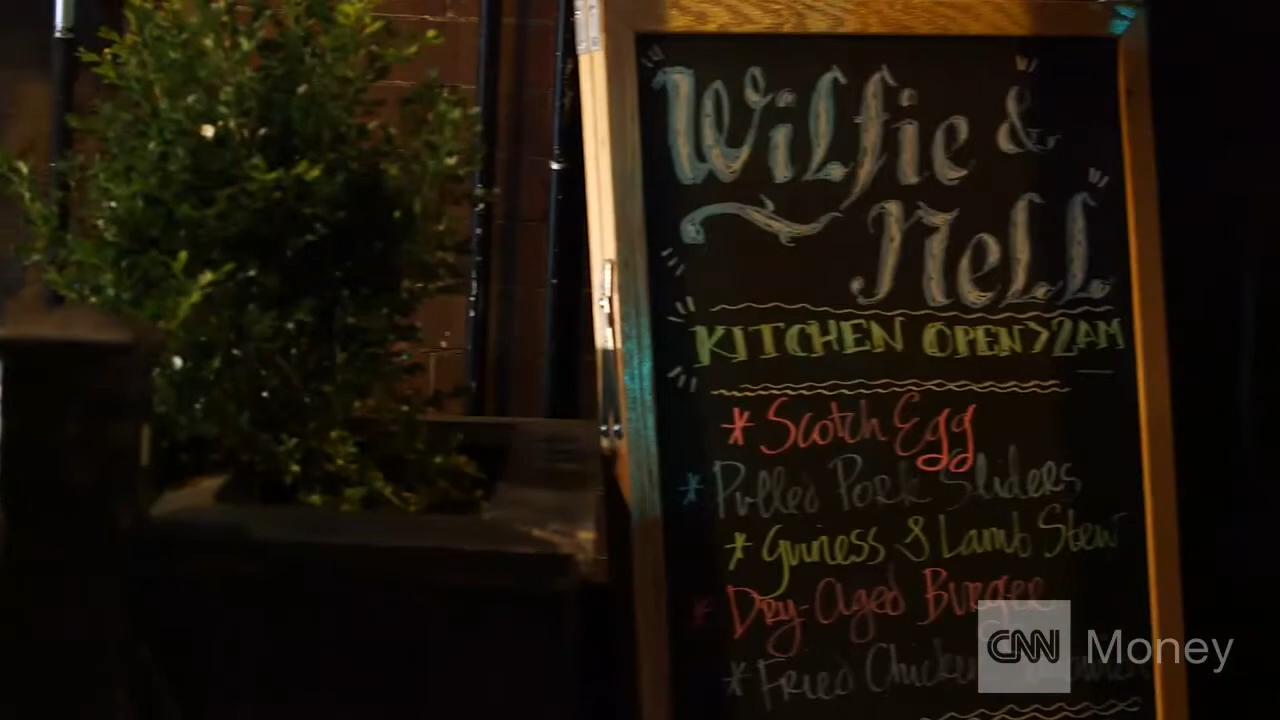 Wilfie &
Nell
KITCHEN OPEN>2AM
* Scotch Egg
* Pulled Pork Sliders
* Guiness & Lamb Stew
* Dry-Aged Burger
* Fried Chicken
CNN Money